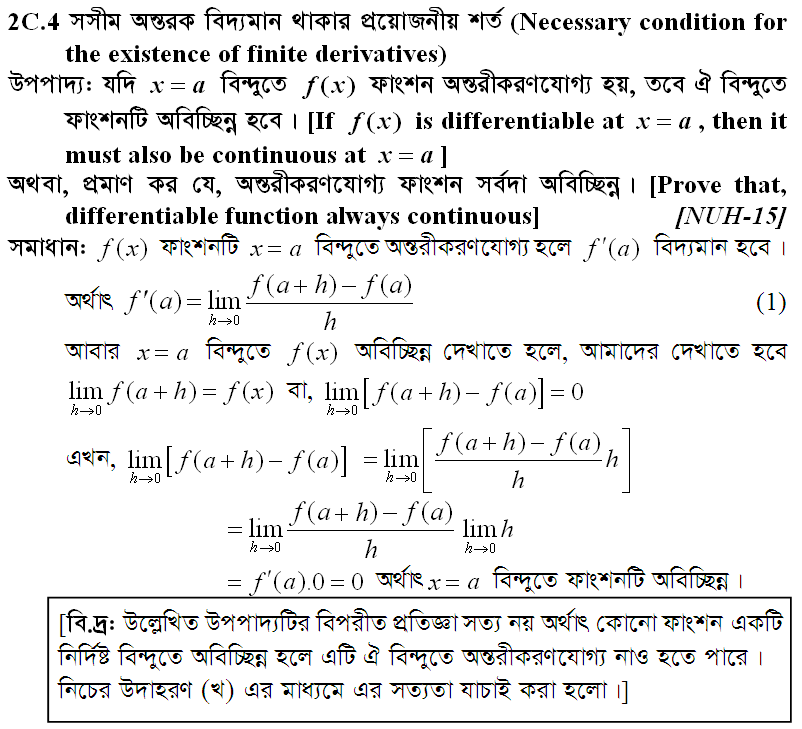 2C.4 সসীম অন্তরক বিদ্যমান থাকার প্রয়োজনীয় শর্ত (Necessary condition for
the existence of finite derivatives)
উপপাদ্য: যদি x = a বিন্দুতে f(x) ফাংশন অন্তরীকরণযোগ্য হয়, তবে ঐ বিন্দুতে
ফাংশনটি অবিচ্ছিন্ন হবে । [If f(x) is differentiable at x = a , then it
must also be continuous at x = a ]
অথবা, প্রমাণ কর যে, অন্তরীকরণযোগ্য ফাংশন সর্বদা অবিচ্ছিন্ন । [Prove that,
differentiable function always continuous] [NUH-15]
সমাধান: f(x) ফাংশনটি x = a বিন্দুতে অন্তরীকরণযোগ্য হলে f′(a) বিদ্যমান হবে ।
অর্থাৎ f′(a) = lim_{h→0} (f(a+h) − f(a))/h (1)
আবার x = a বিন্দুতে f(x) অবিচ্ছিন্ন দেখাতে হলে, আমাদের দেখাতে হবে
lim_{h→0} f(a+h) = f(x) বা, lim_{h→0} [f(a+h) − f(a)] = 0
এখন, lim_{h→0} [f(a+h) − f(a)] = lim_{h→0} [(f(a+h) − f(a))/h h]
= lim_{h→0} (f(a+h) − f(a))/h lim_{h→0} h
= f′(a).0 = 0 অর্থাৎ x = a বিন্দুতে ফাংশনটি অবিচ্ছিন্ন ।
[বি.দ্র: উল্লেখিত উপপাদ্যটির বিপরীত প্রতিজ্ঞা সত্য নয় অর্থাৎ কোনো ফাংশন একটি
নির্দিষ্ট বিন্দুতে অবিচ্ছিন্ন হলে এটি ঐ বিন্দুতে অন্তরীকরণযোগ্য নাও হতে পারে ।
নিচের উদাহরণ (খ) এর মাধ্যমে এর সত্যতা যাচাই করা হলো ।]